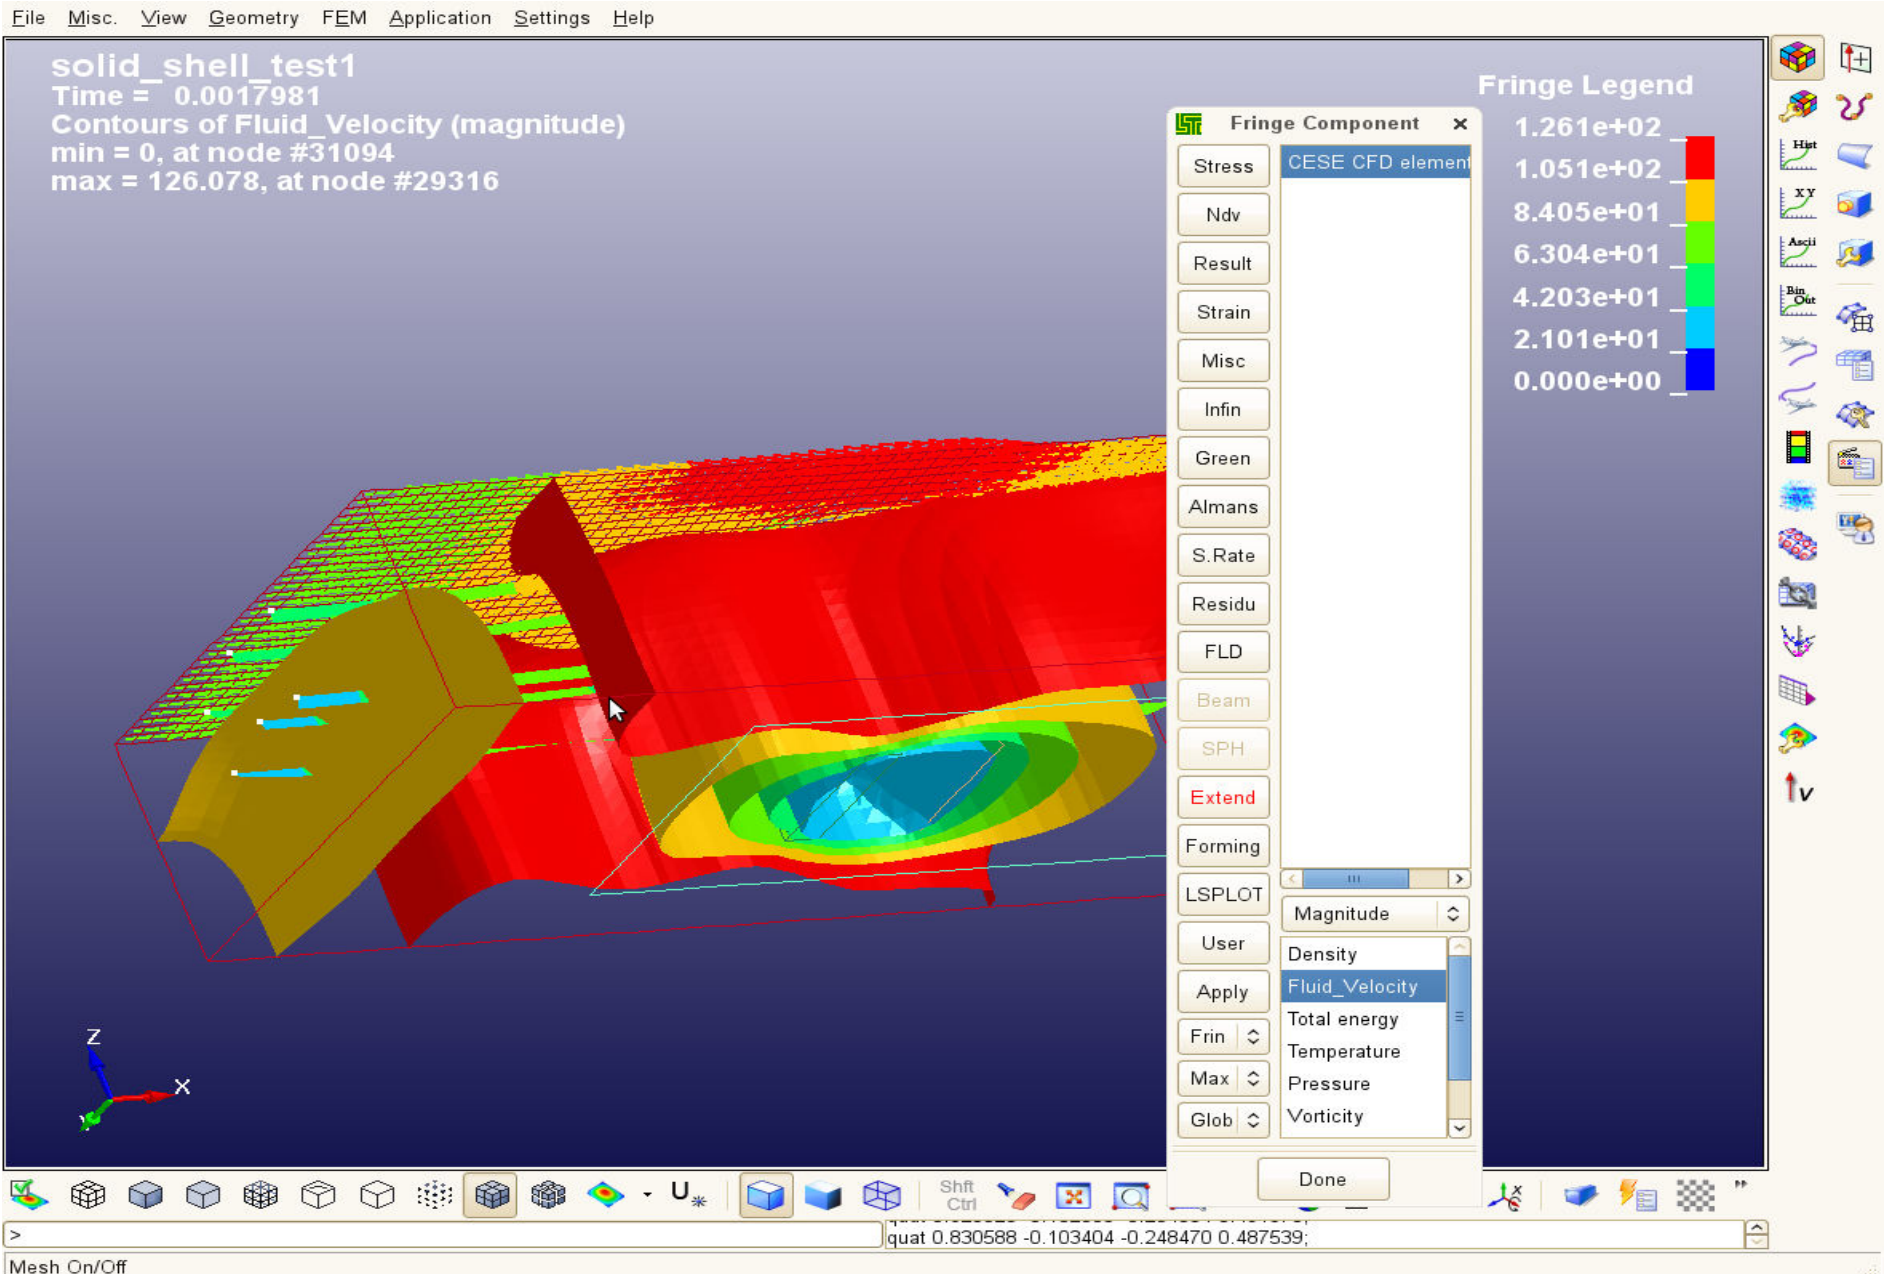 File Misc. View Geometry FEM Application Settings Help
solid_shell_test1
Time = 0.0017981
Contours of Fluid_Velocity (magnitude)
min = 0, at node #31094
max = 126.078, at node #29316
Fringe Legend
1.261e+02
1.051e+02
8.405e+01
6.304e+01
4.203e+01
2.101e+01
0.000e+00
Fringe Component
Stress
Ndv
Result
Strain
Misc
Infin
Green
Almans
S.Rate
Residu
FLD
Beam
SPH
Extend
Forming
LSPLOT
User
Apply
Frin
Max
Glob
CESE CFD element
Magnitude
Density
Fluid_Velocity
Total energy
Temperature
Pressure
Vorticity
Done
Hist
X Y
Ascii
Bin
Out
V
Z
X
U
Shft
Ctrl
>
quat 0.830588 -0.103404 -0.248470 0.487539;
Mesh On/Off